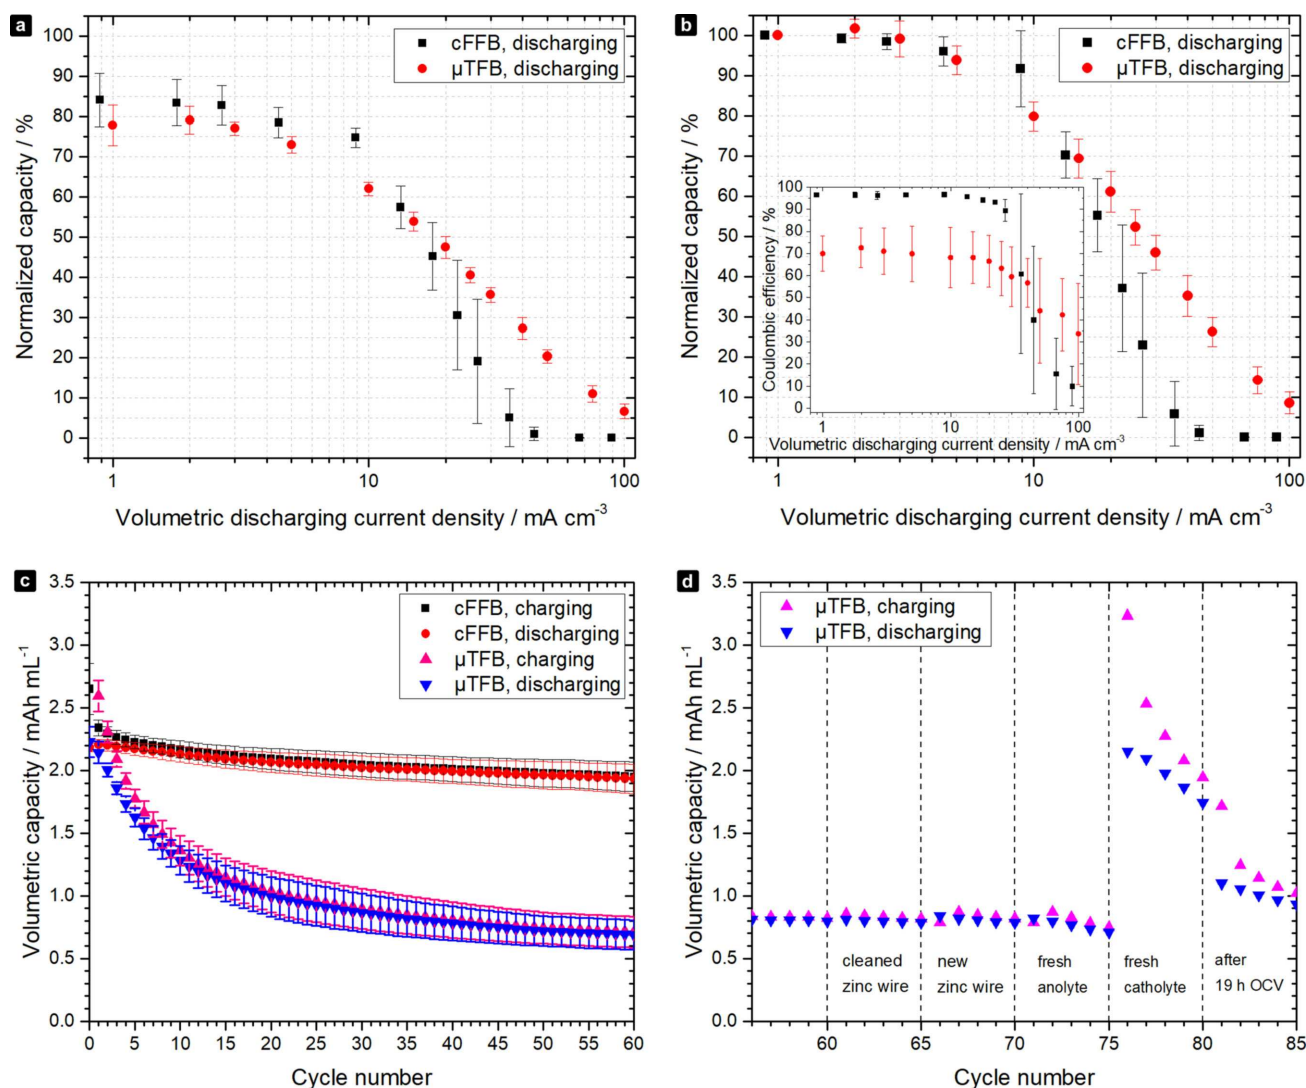 a
cFFB, discharging
µTFB, discharging
100
90
80
70
60
50
40
30
20
10
0
Normalized capacity / %
1
10
100
Volumetric discharging current density / mA cm⁻³
b
cFFB, discharging
µTFB, discharging
100
90
80
70
60
50
40
30
20
10
0
Normalized capacity / %
100
90
80
70
60
50
40
30
20
10
0
Coulombic efficiency / %
1
10
100
Volumetric discharging current density / mA cm⁻³
1
10
100
Volumetric discharging current density / mA cm⁻³
c
cFFB, charging
cFFB, discharging
µTFB, charging
µTFB, discharging
3.5
3.0
2.5
2.0
1.5
1.0
0.5
0.0
Volumetric capacity / mAh mL⁻¹
0
5
10
15
20
25
30
35
40
45
50
55
60
Cycle number
d
µTFB, charging
µTFB, discharging
3.5
3.0
2.5
2.0
1.5
1.0
0.5
0.0
Volumetric capacity / mAh mL⁻¹
cleaned
zinc wire
new
zinc wire
fresh
anolyte
fresh
catholyte
after
19 h OCV
60
65
70
75
80
85
Cycle number